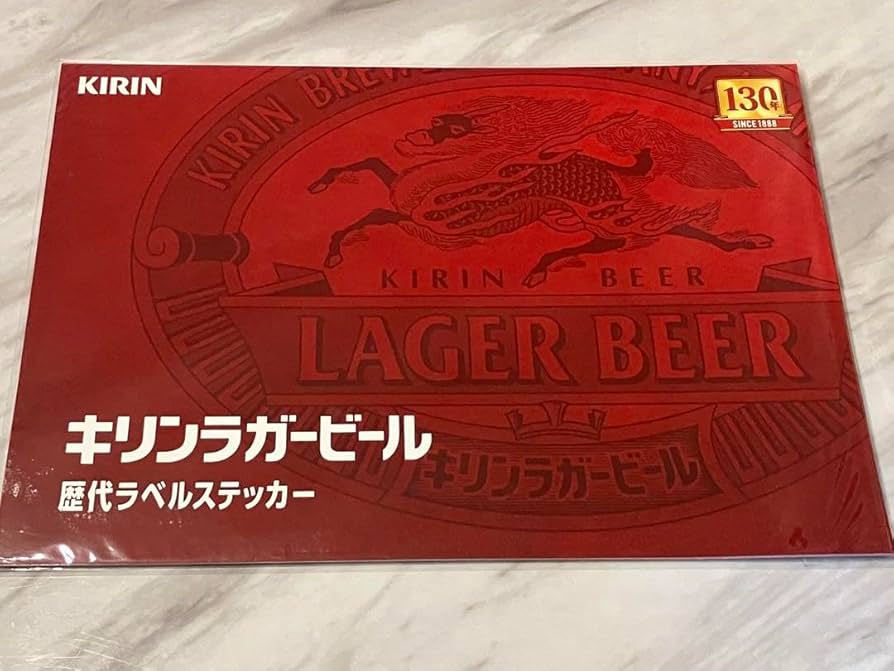 KIRIN
130年
SINCE 1888
KIRIN BREWERY COMPANY
KIRIN BEER
LAGER BEER
キリンラガービール
キリンラガービール
歴代ラベルステッカー